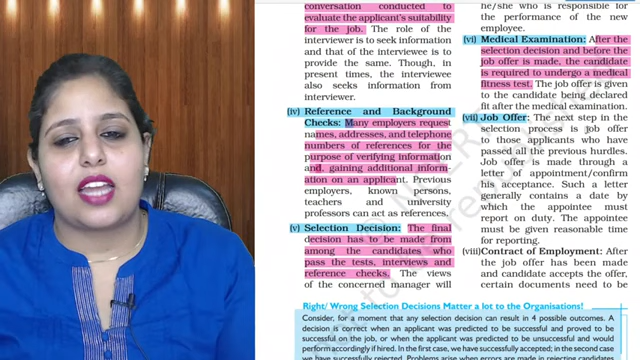 conversation conducted to
evaluate the applicant's suitability
for the job. The role of the
interviewer is to seek information
and that of the interviewee is to
provide the same. Though, in
present times, the interviewee
also seeks information from
interviewer.
(iv) Reference and Background
Checks: Many employers request
names, addresses, and telephone
numbers of references for the
purpose of verifying information
and, gaining additional inform-
ation on an applicant. Previous
employers, known persons,
teachers and university
professors can act as references.
(v) Selection Decision: The final
decision has to be made from
among the candidates who
pass the tests, interviews and
reference checks. The views
of the concerned manager will
he/she who is responsible for
the performance of the new
employee.
(vi) Medical Examination: After the
selection decision and before the
job offer is made, the candidate
is required to undergo a medical
fitness test. The job offer is given
to the candidate being declared
fit after the medical examination.
(vii) Job Offer: The next step in the
selection process is job offer
to those applicants who have
passed all the previous hurdles.
Job offer is made through a
letter of appointment/confirm
his acceptance. Such a letter
generally contains a date by
which the appointee must
report on duty. The appointee
must be given reasonable time
for reporting.
(viii) Contract of Employment: After
the job offer has been made
and candidate accepts the offer,
certain documents need to be
Right/ Wrong Selection Decisions Matter a lot to the Organisations!
Consider, for a moment that any selection decision can result in 4 possible outcomes. A
decision is correct when an applicant was predicted to be successful and proved to be
successful on the job, or when the applicant was predicted to be unsuccessful and would
perform accordingly if hired. In the first case, we have successfully accepted; in the second case
we have successfully rejected. Problems arise when errors are made in rejecting candidates